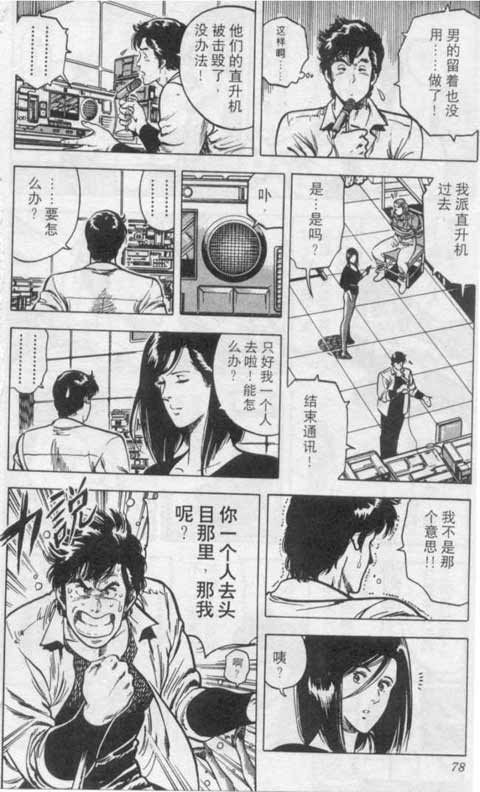 男的留着也没
用……做了！
这样啊……
他们的直升机
被击毁了，
没办法！
…………
我派直升机
过去．
是…是吗？
结束通讯！
卟．
…………
……要怎
么办？
只好我一个人
去啦！能怎
么办？
…………
我不是那
个意思!!
咦？
你一个人去头
目那里，那我
呢？
啊？
78